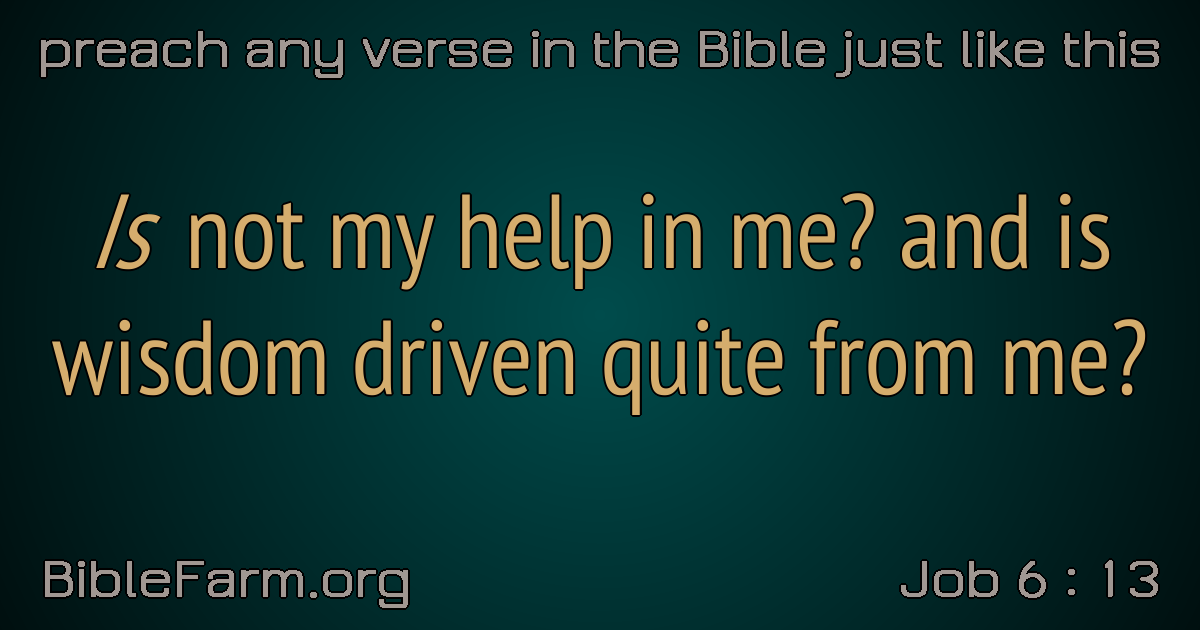 preach any verse in the Bible just like this
Is not my help in me? and is
wisdom driven quite from me?
BibleFarm.org
Job 6 : 13